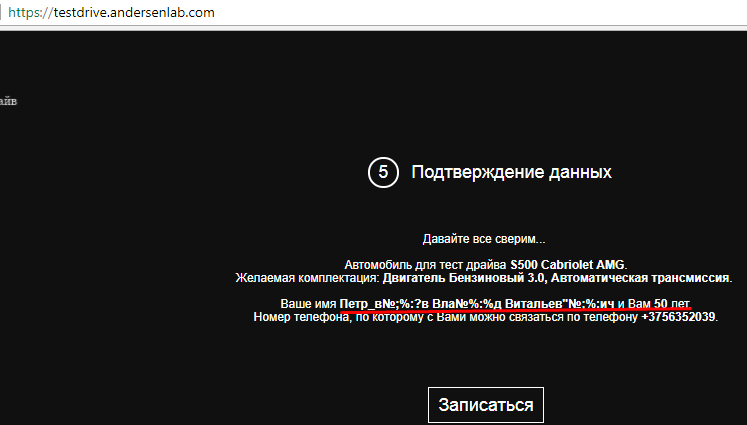 https://testdrive.andersenlab.com
айв
5 Подтверждение данных
Давайте все сверим...
Автомобиль для тест драйва S500 Cabriolet AMG.
Желаемая комплектация: Двигатель Бензиновый 3.0, Автоматическая трансмиссия.
Ваше имя Петр_в№;%:?в Вла№%:%д Витальев"№;%:ич и Вам 50 лет.
Номер телефона, по которому с Вами можно связаться по телефону +3756352039.
Записаться